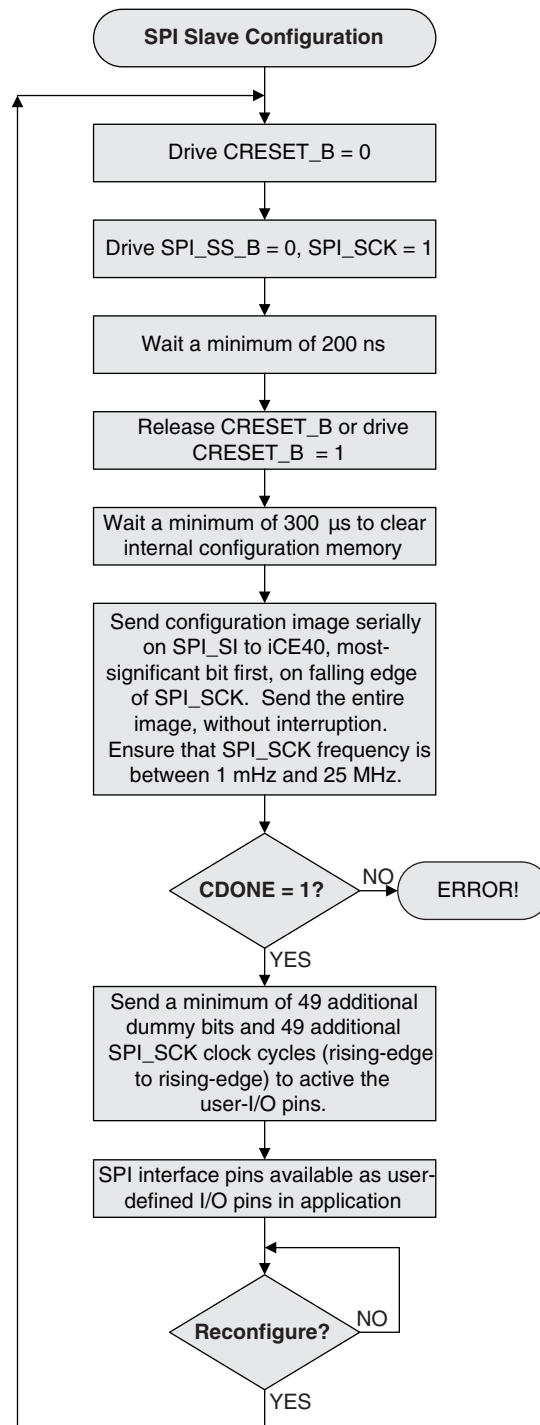 SPI Slave Configuration
Drive CRESET_B = 0
Drive SPI_SS_B = 0, SPI_SCK = 1
Wait a minimum of 200 ns
Release CRESET_B or drive
CRESET_B = 1
Wait a minimum of 300 µs to clear
internal configuration memory
Send configuration image serially
on SPI_SI to iCE40, most-
significant bit first, on falling edge
of SPI_SCK. Send the entire
image, without interruption.
Ensure that SPI_SCK frequency is
between 1 mHz and 25 MHz.
CDONE = 1?
NO
ERROR!
YES
Send a minimum of 49 additional
dummy bits and 49 additional
SPI_SCK clock cycles (rising-edge
to rising-edge) to active the
user-I/O pins.
SPI interface pins available as user-
defined I/O pins in application
Reconfigure?
NO
YES